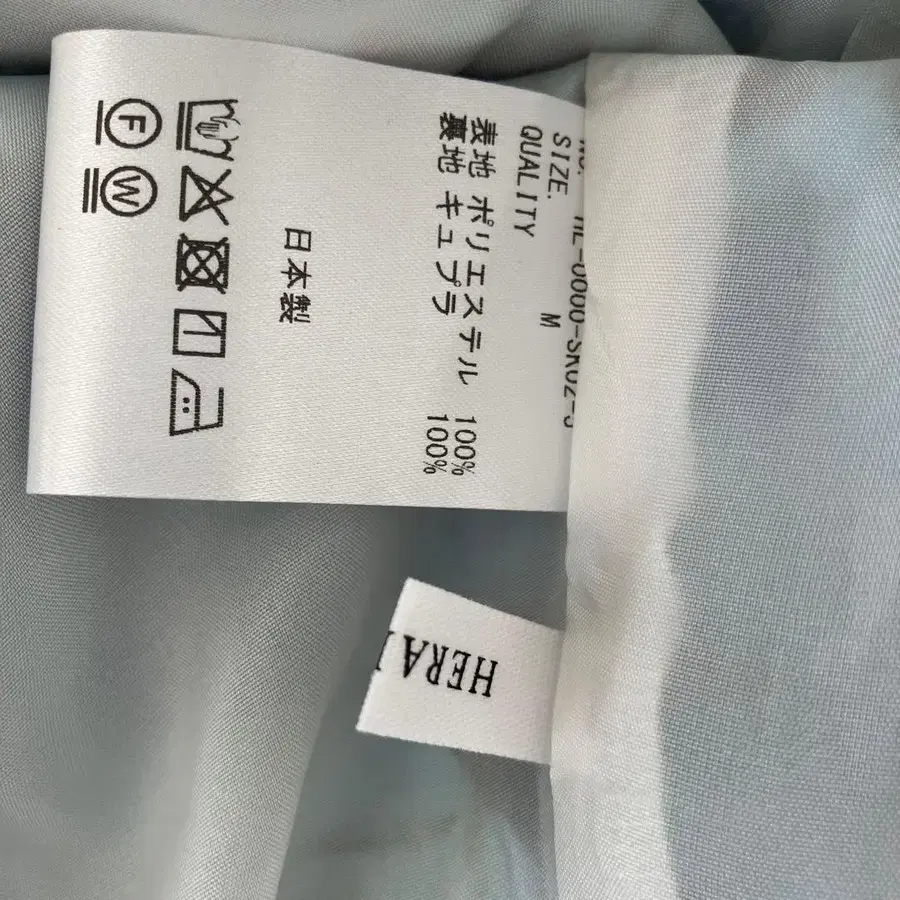 SIZE. M
QUALITY
表地 ポリエステル 100%
裏地 キュプラ 100%
日本製
F
W
HERA